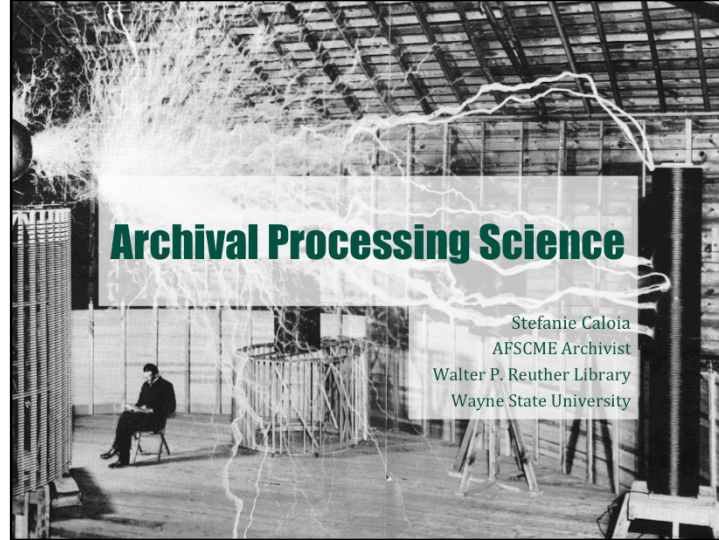 Archival Processing Science
Stefanie Caloia
AFSCME Archivist
Walter P. Reuther Library
Wayne State University